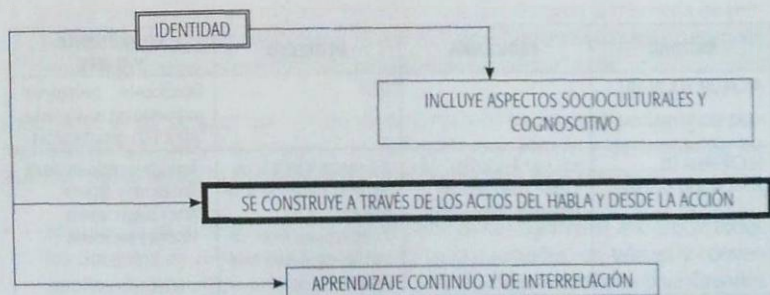 IDENTIDAD
INCLUYE ASPECTOS SOCIOCULTURALES Y
COGNOSCITIVO
SE CONSTRUYE A TRAVÉS DE LOS ACTOS DEL HABLA Y DESDE LA ACCIÓN
APRENDIZAJE CONTINUO Y DE INTERRELACIÓN